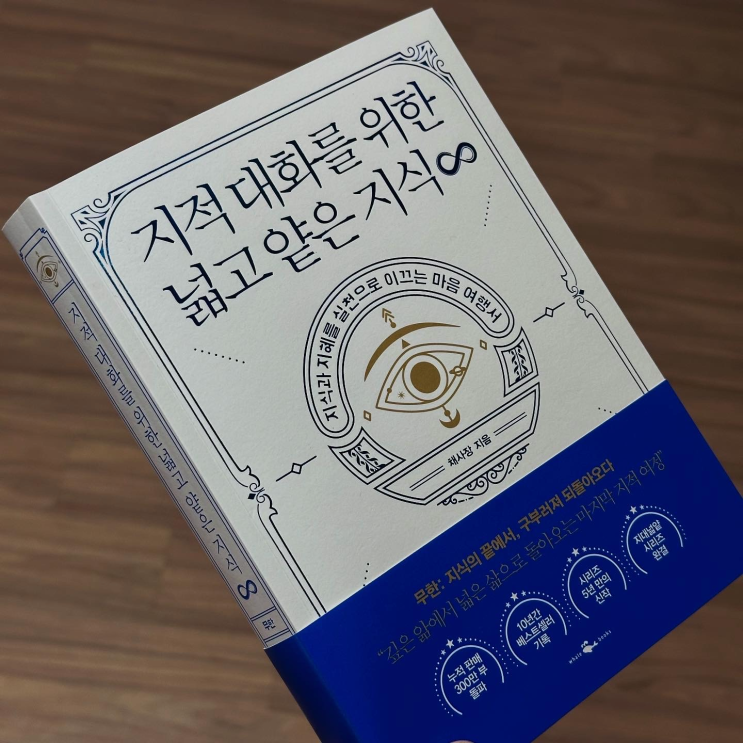 지적 대화를 위한
넓고 얕은 지식∞
지식과 지혜를 실천으로 이끄는 마음 여행서
채사장 지음
무한: 지식의 끝에서, 구부러져 되돌아오다
“깊은 앎에서 넓은 삶으로 돌아오는 마지막 지적 여정”
누적 판매
300만 부
돌파
10년간
베스트셀러
기록
시리즈
5년 만의
신작
지대넓얕
시리즈
완결
whale books
지적 대화를 위한 넓고 얕은 지식 ∞
무한